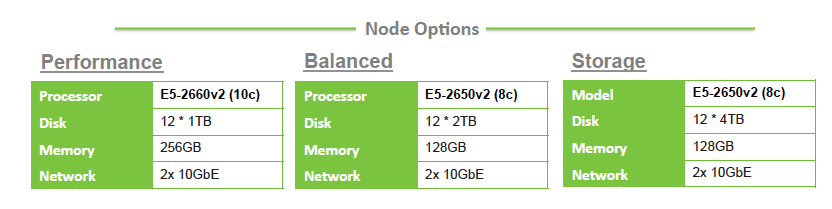 Node Options
Performance
Processor E5-2660v2 (10c)
Disk 12 * 1TB
Memory 256GB
Network 2x 10GbE
Balanced
Processor E5-2650v2 (8c)
Disk 12 * 2TB
Memory 128GB
Network 2x 10GbE
Storage
Model E5-2650v2 (8c)
Disk 12 * 4TB
Memory 128GB
Network 2x 10GbE